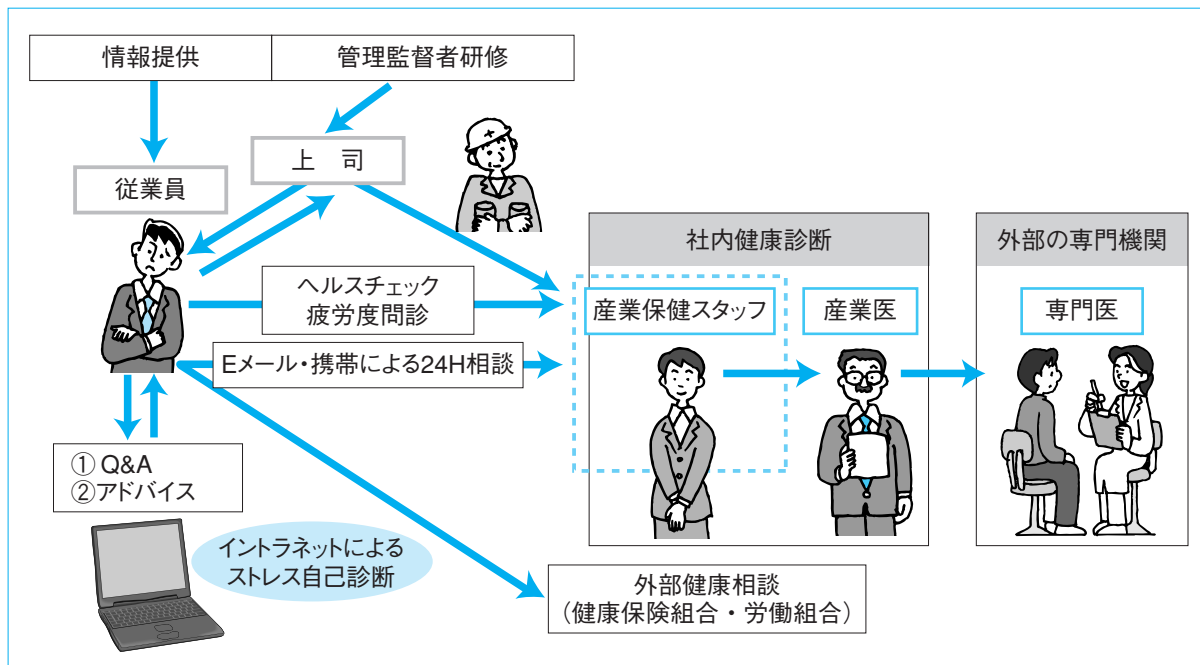 情報提供
管理監督者研修
上 司
従業員
社内健康診断
外部の専門機関
ヘルスチェック
疲労度問診
産業保健スタッフ
産業医
専門医
Eメール・携帯による24H相談
① Q&A
②アドバイス
イントラネットによる
ストレス自己診断
外部健康相談
（健康保険組合・労働組合）